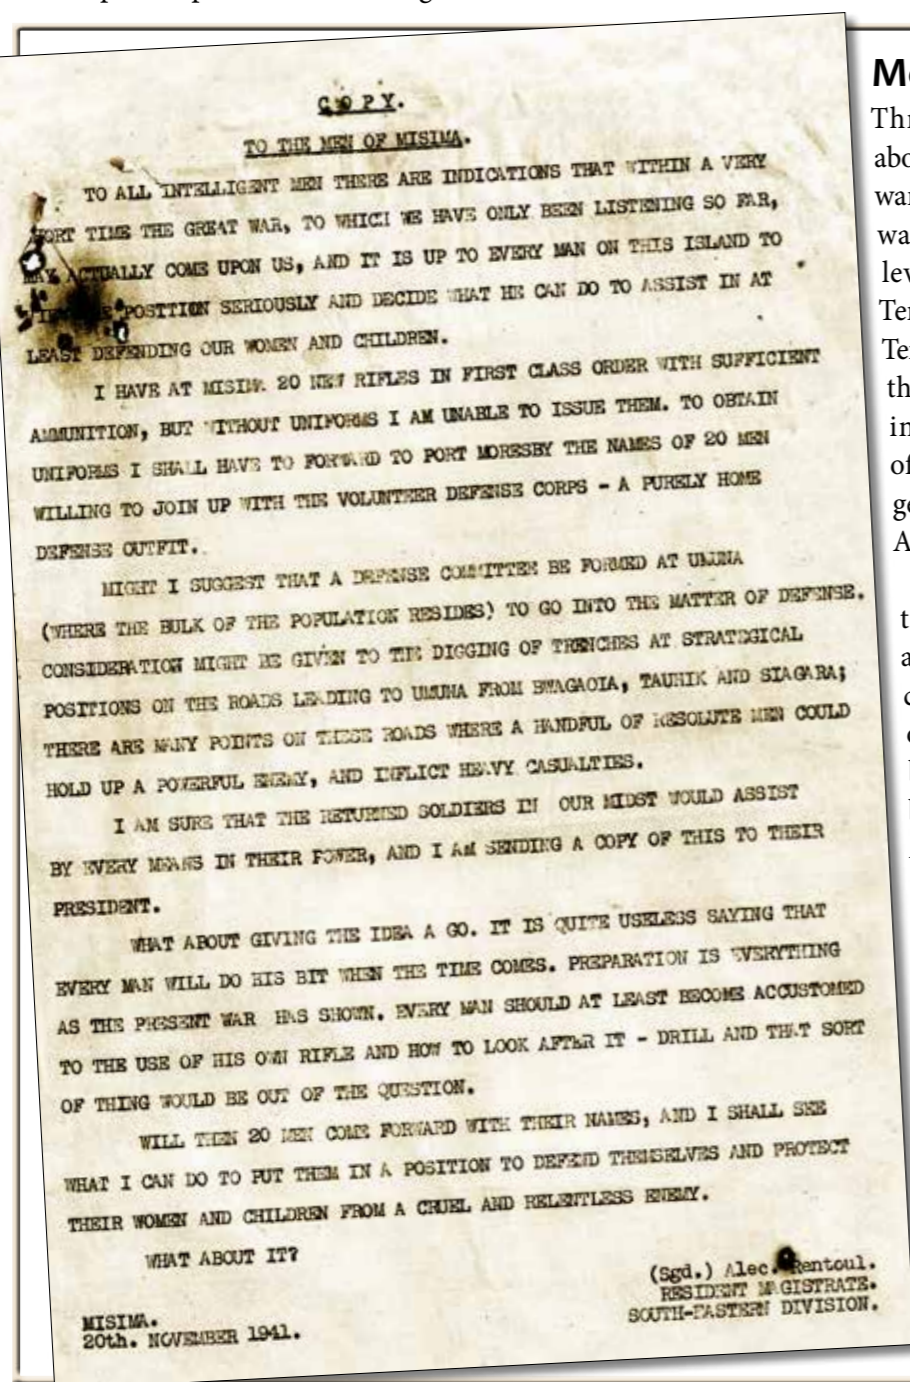 COPY.
TO THE MEN OF MISIMA.
TO ALL INTELLIGENT MEN THERE ARE INDICATIONS THAT WITHIN A VERY
TIME THE GREAT WAR, TO WHICH WE HAVE ONLY BEEN LISTENING SO FAR,
MAY ACTUALLY COME UPON US, AND IT IS UP TO EVERY MAN ON THIS ISLAND TO
POSITION SERIOUSLY AND DECIDE WHAT HE CAN DO TO ASSIST IN AT
LEAST DEFENDING OUR WOMEN AND CHILDREN.
I HAVE AT MISIMA 20 NEW RIFLES IN FIRST CLASS ORDER WITH SUFFICIENT
AMMUNITION, BUT WITHOUT UNIFORMS I AM UNABLE TO ISSUE THEM. TO OBTAIN
UNIFORMS I SHALL HAVE TO FORWARD TO PORT MORESBY THE NAMES OF 20 MEN
WILLING TO JOIN UP WITH THE VOLUNTEER DEFENSE CORPS - A PURELY HOME
DEFENSE OUTFIT.
MIGHT I SUGGEST THAT A DEFENSE COMMITTEE BE FORMED AT UMUNA
(WHERE THE BULK OF THE POPULATION RESIDES) TO GO INTO THE MATTER OF DEFENSE.
CONSIDERATION MIGHT BE GIVEN TO THE DIGGING OF TRENCHES AT STRATEGICAL
POSITIONS ON THE ROADS LEADING TO UMUNA FROM BWAGAOIA, TAUHIK AND SIAGARA;
THERE ARE MANY POINTS ON THESE ROADS WHERE A HANDFUL OF RESOLUTE MEN COULD
HOLD UP A POWERFUL ENEMY, AND INFLICT HEAVY CASUALTIES.
I AM SURE THAT THE RETURNED SOLDIERS IN OUR MIDST WOULD ASSIST
BY EVERY MEANS IN THEIR POWER, AND I AM SENDING A COPY OF THIS TO THEIR
PRESIDENT.
WHAT ABOUT GIVING THE IDEA A GO. IT IS QUITE USELESS SAYING THAT
EVERY MAN WILL DO HIS BIT WHEN THE TIME COMES. PREPARATION IS EVERYTHING
AS THE PRESENT WAR HAS SHOWN. EVERY MAN SHOULD AT LEAST BECOME ACCUSTOMED
TO THE USE OF HIS OWN RIFLE AND HOW TO LOOK AFTER IT - DRILL AND THAT SORT
OF THING WOULD BE OUT OF THE QUESTION.
WILL THEN 20 MEN COME FORWARD WITH THEIR NAMES, AND I SHALL SEE
WHAT I CAN DO TO PUT THEM IN A POSITION TO DEFEND THEMSELVES AND PROTECT
THEIR WOMEN AND CHILDREN FROM A CRUEL AND RELENTLESS ENEMY.
WHAT ABOUT IT?
(Sgd.) Alec. Rentoul.
RESIDENT MAGISTRATE.
SOUTH-EASTERN DIVISION.
MISIMA.
20th. NOVEMBER 1941.